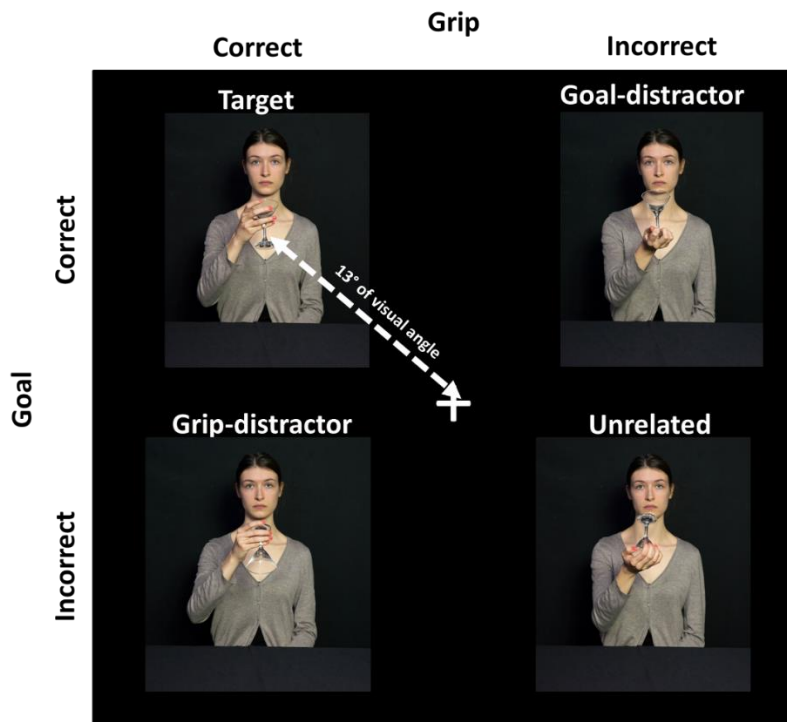 Grip
Correct
Incorrect
Target
Goal-distractor
Correct
13° of visual angle
Goal
Grip-distractor
Unrelated
Incorrect